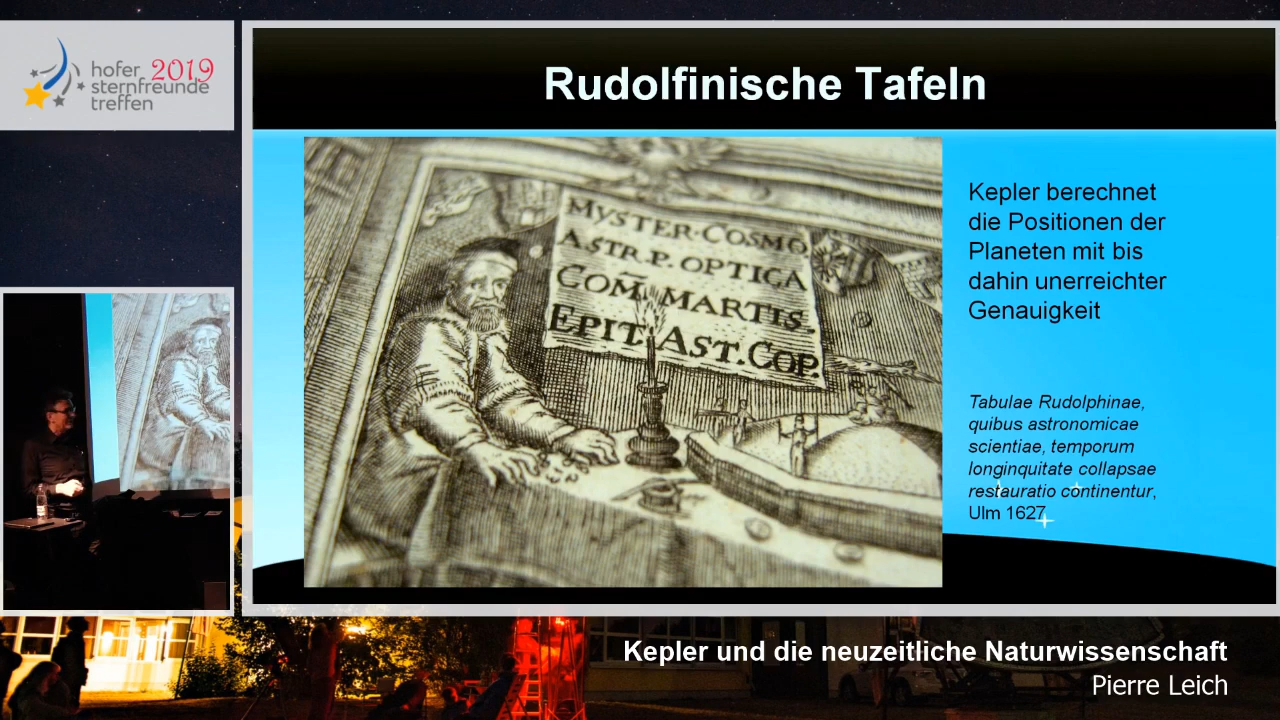 hofer 2019
sternfreunde
treffen
Rudolfinische Tafeln
MYSTER·COSMO
ASTR P. OPTICA
COM̄. MARTIS.
EPIT. AST. COP.
Kepler berechnet
die Positionen der
Planeten mit bis
dahin unerreichter
Genauigkeit
Tabulae Rudolphinae,
quibus astronomicae
scientiae, temporum
longinquitate collapsae
restauratio continentur,
Ulm 1627
Kepler und die neuzeitliche Naturwissenschaft
Pierre Leich